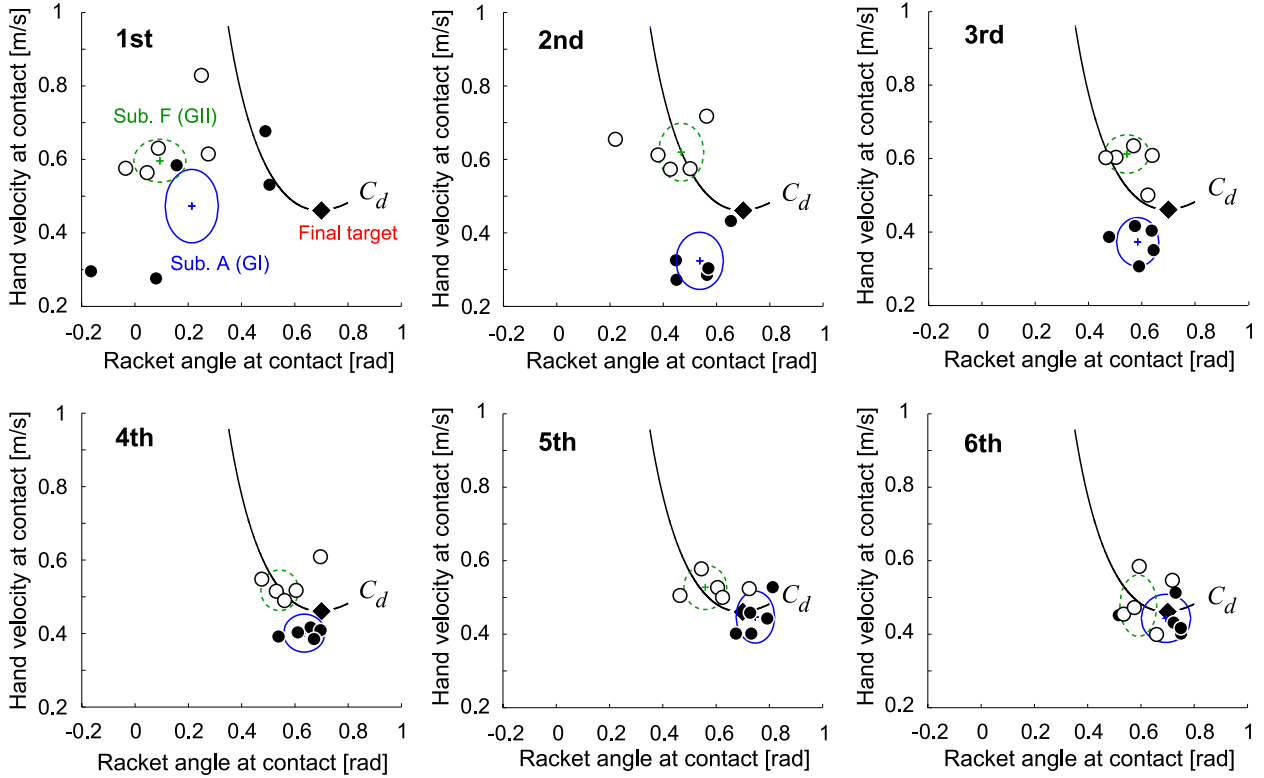 1st
Hand velocity at contact [m/s]
1
0.8
0.6
0.4
0.2
Sub. F (GII)
Sub. A (GI)
Final target
C_d
-0.2 0 0.2 0.4 0.6 0.8 1
Racket angle at contact [rad]
2nd
Hand velocity at contact [m/s]
1
0.8
0.6
0.4
0.2
C_d
-0.2 0 0.2 0.4 0.6 0.8 1
Racket angle at contact [rad]
3rd
Hand velocity at contact [m/s]
1
0.8
0.6
0.4
0.2
C_d
-0.2 0 0.2 0.4 0.6 0.8 1
Racket angle at contact [rad]
4th
Hand velocity at contact [m/s]
1
0.8
0.6
0.4
0.2
C_d
-0.2 0 0.2 0.4 0.6 0.8 1
Racket angle at contact [rad]
5th
Hand velocity at contact [m/s]
1
0.8
0.6
0.4
0.2
C_d
-0.2 0 0.2 0.4 0.6 0.8 1
Racket angle at contact [rad]
6th
Hand velocity at contact [m/s]
1
0.8
0.6
0.4
0.2
C_d
-0.2 0 0.2 0.4 0.6 0.8 1
Racket angle at contact [rad]